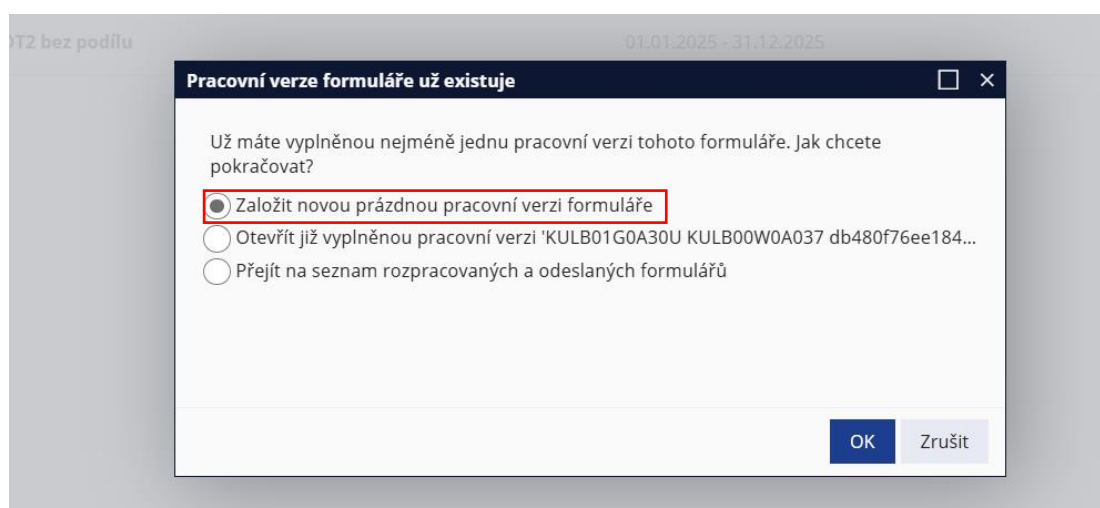 T2 bez podílu 01.01.2025 - 31.12.2025
Pracovní verze formuláře už existuje
Už máte vyplněnou nejméně jednu pracovní verzi tohoto formuláře. Jak chcete
pokračovat?
Založit novou prázdnou pracovní verzi formuláře
Otevřít již vyplněnou pracovní verzi 'KULB01G0A30U KULB00W0A037 db480f76ee184...
Přejít na seznam rozpracovaných a odeslaných formulářů
OK Zrušit